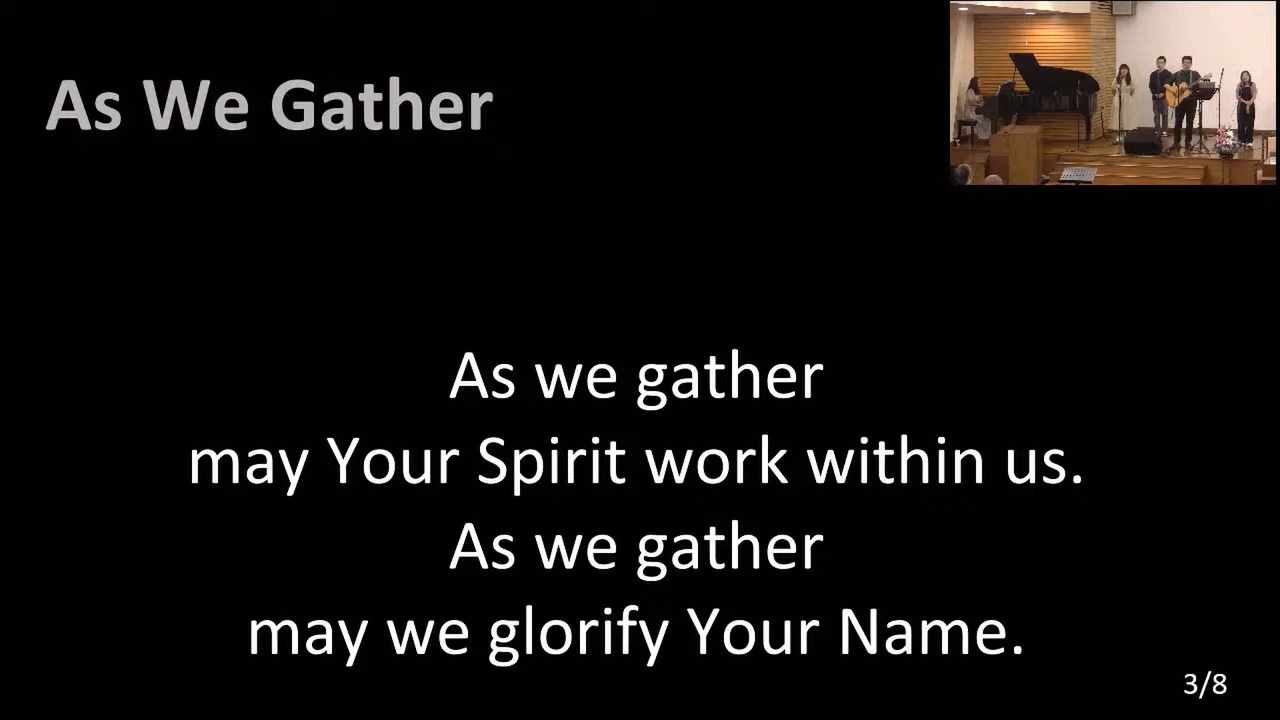 As We Gather
As we gather
may Your Spirit work within us.
As we gather
may we glorify Your Name.
3/8